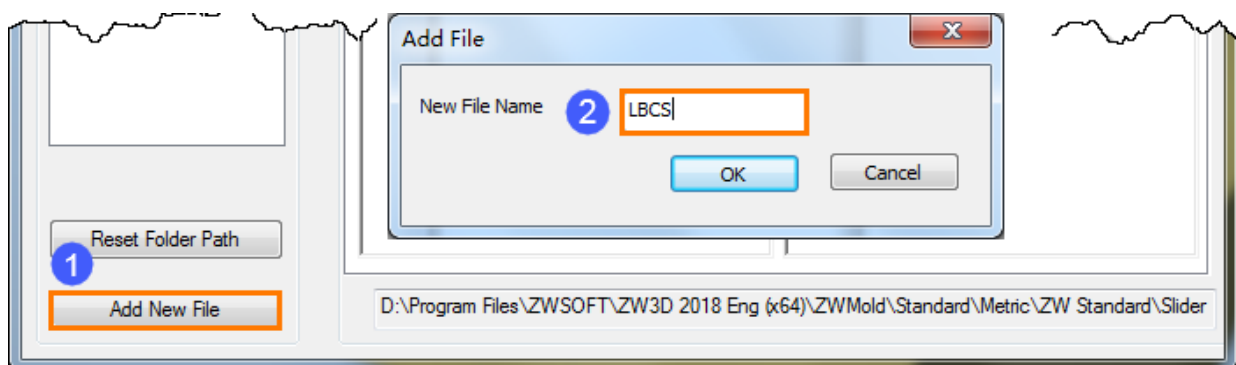 Add File
New File Name
2
LBCS
OK
Cancel
Reset Folder Path
1
Add New File
D:\Program Files\ZWSOFT\ZW3D 2018 Eng (x64)\ZWMold\Standard\Metric\ZW Standard\Slider